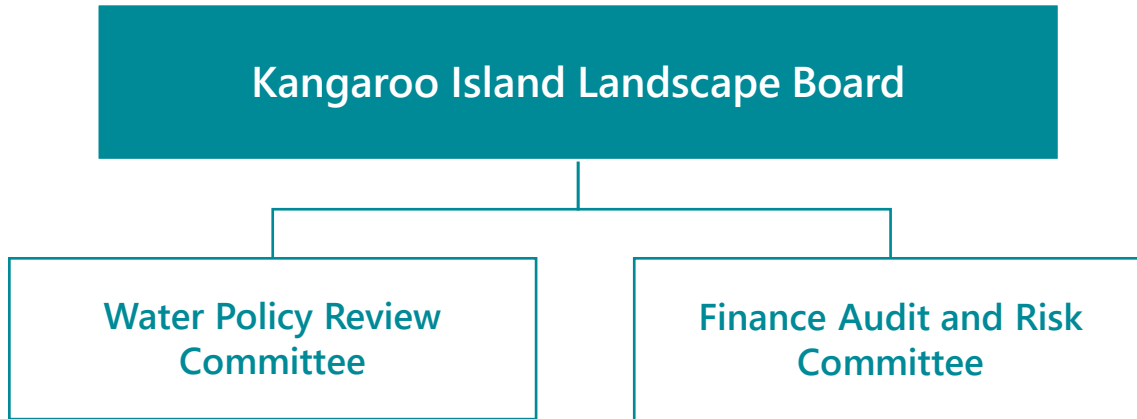 Kangaroo Island Landscape Board
Water Policy Review
Committee
Finance Audit and Risk
Committee